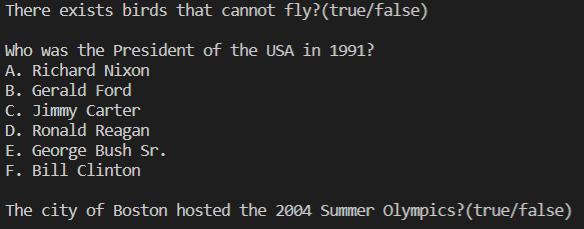 There exists birds that cannot fly?(true/false)
Who was the President of the USA in 1991?
A. Richard Nixon
B. Gerald Ford
C. Jimmy Carter
D. Ronald Reagan
E. George Bush Sr.
F. Bill Clinton
The city of Boston hosted the 2004 Summer Olympics?(true/false)